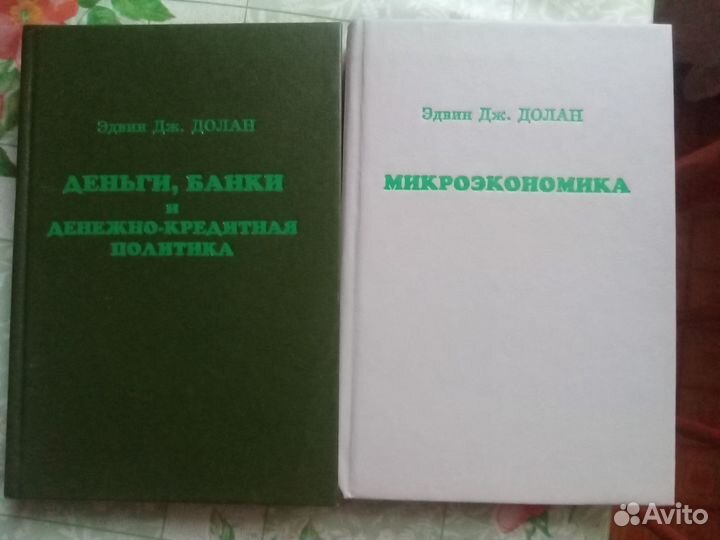 Эдвин Дж. ДОЛАН
ДЕНЬГИ, БАНКИ
и
ДЕНЕЖНО-КРЕДИТНАЯ
ПОЛИТИКА
Эдвин Дж. ДОЛАН
МИКРОЭКОНОМИКА
Avito